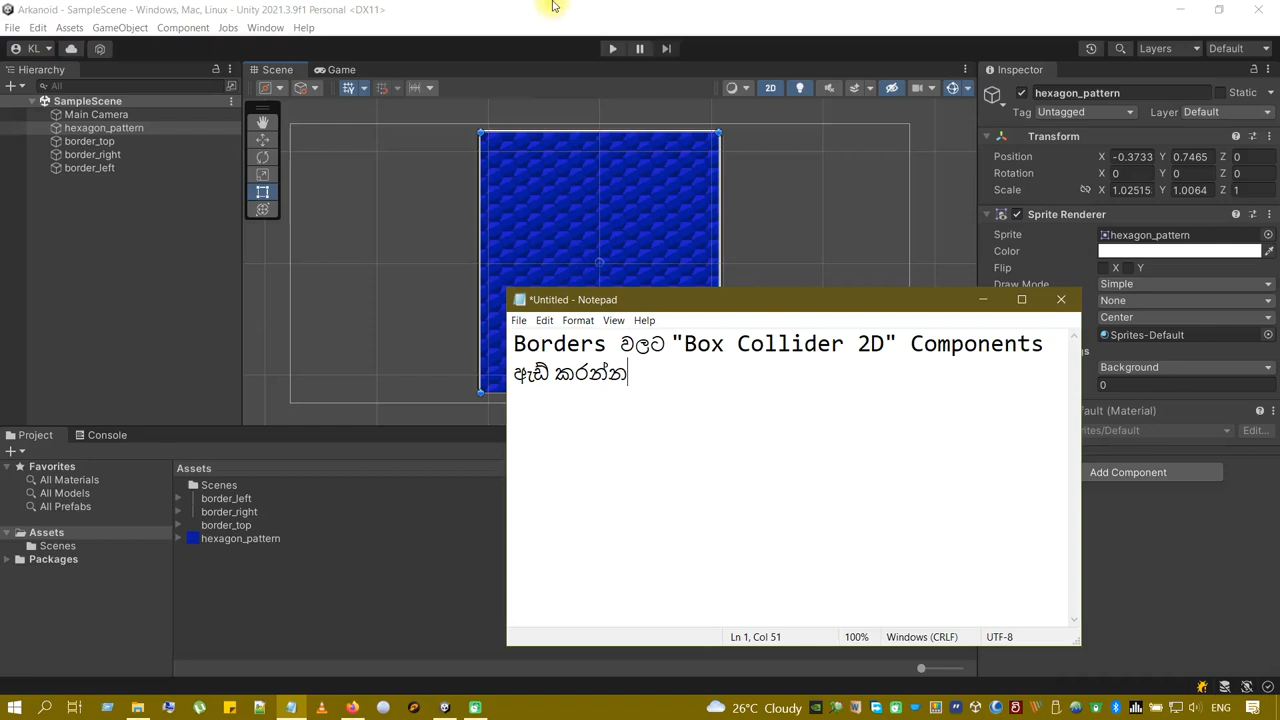 Arkanoid - SampleScene - Windows, Mac, Linux - Unity 2021.3.9f1 Personal <DX11>
File Edit Assets GameObject Component Jobs Window Help
KL Layers Default
Hierarchy Scene Game Inspector
All 2D hexagon_pattern Static
SampleScene
Main Camera
hexagon_pattern
border_top
border_right
border_left
Tag Untagged Layer Default
Transform
Position X -0.3733 Y 0.7465 Z 0
Rotation X 0 Y 0 Z 0
Scale X 1.02515 Y 1.0064 Z 1
Sprite Renderer
Sprite hexagon_pattern
Color
Flip X Y
Draw Mode Simple
None
Center
Sprites-Default
Background
0
Add Component
*Untitled - Notepad
File Edit Format View Help
Borders වලට "Box Collider 2D" Components
ඇඩ් කරන්න
Ln 1, Col 51 100% Windows (CRLF) UTF-8
Project Console
Favorites
All Materials
All Models
All Prefabs
Assets
Scenes
Packages
Assets
Scenes
border_left
border_right
border_top
hexagon_pattern
26°C Cloudy ENG